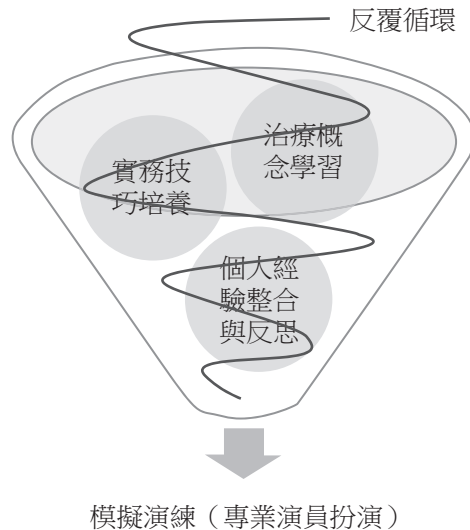 反覆循環
治療概
念學習
實務技
巧培養
個人經
驗整合
與反思
模擬演練（專業演員扮演）